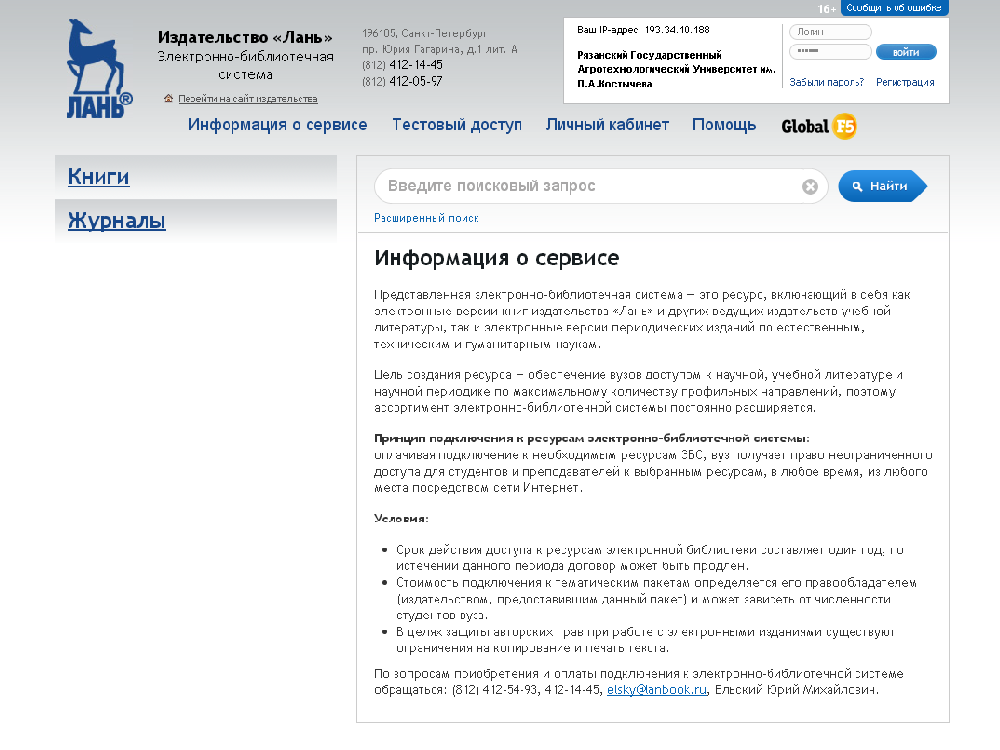 16+ Сообщить об ошибке
ЛАНЬ®
Издательство «Лань»
Электронно-библиотечная
система
Перейти на сайт издательства
196105, Санкт-Петербург
пр. Юрия Гагарина, д.1 лит. А
(812) 412-14-45
(812) 412-05-97
Ваш IP-адрес 193.34.10.188
Рязанский Государственный
Агротехнологический Университет им.
П.А.Костычева
Логин
••••••
войти
Забыли пароль? Регистрация
Информация о сервисе Тестовый доступ Личный кабинет Помощь Global F5
Книги
Журналы
Введите поисковый запрос
Найти
Расширенный поиск
Информация о сервисе
Представленная электронно-библиотечная система — это ресурс, включающий в себя как
электронные версии книг издательства «Лань» и других ведущих издательств учебной
литературы, так и электронные версии периодических изданий по естественным,
техническим и гуманитарным наукам.
Цель создания ресурса — обеспечение вузов доступом к научной, учебной литературе и
научной периодике по максимальному количеству профильных направлений, поэтому
ассортимент электронно-библиотечной системы постоянно расширяется.
Принцип подключения к ресурсам электронно-библиотечной системы:
оплачивая подключение к необходимым ресурсам ЭБС, вуз получает право неограниченного
доступа для студентов и преподавателей к выбранным ресурсам, в любое время, из любого
места посредством сети Интернет.
Условия:
• Срок действия доступа к ресурсам электронной библиотеки составляет один год, по
истечении данного периода договор может быть продлен.
• Стоимость подключения к тематическим пакетам определяется его правообладателем
(издательством, предоставившим данный пакет) и может зависеть от численности
студентов вуза.
• В целях защиты авторских прав при работе с электронными изданиями существуют
ограничения на копирование и печать текста.
По вопросам приобретения и оплаты подключения к электронно-библиотечной системе
обращаться: (812) 412-54-93, 412-14-45, elsky@lanbook.ru, Ельский Юрий Михайлович.